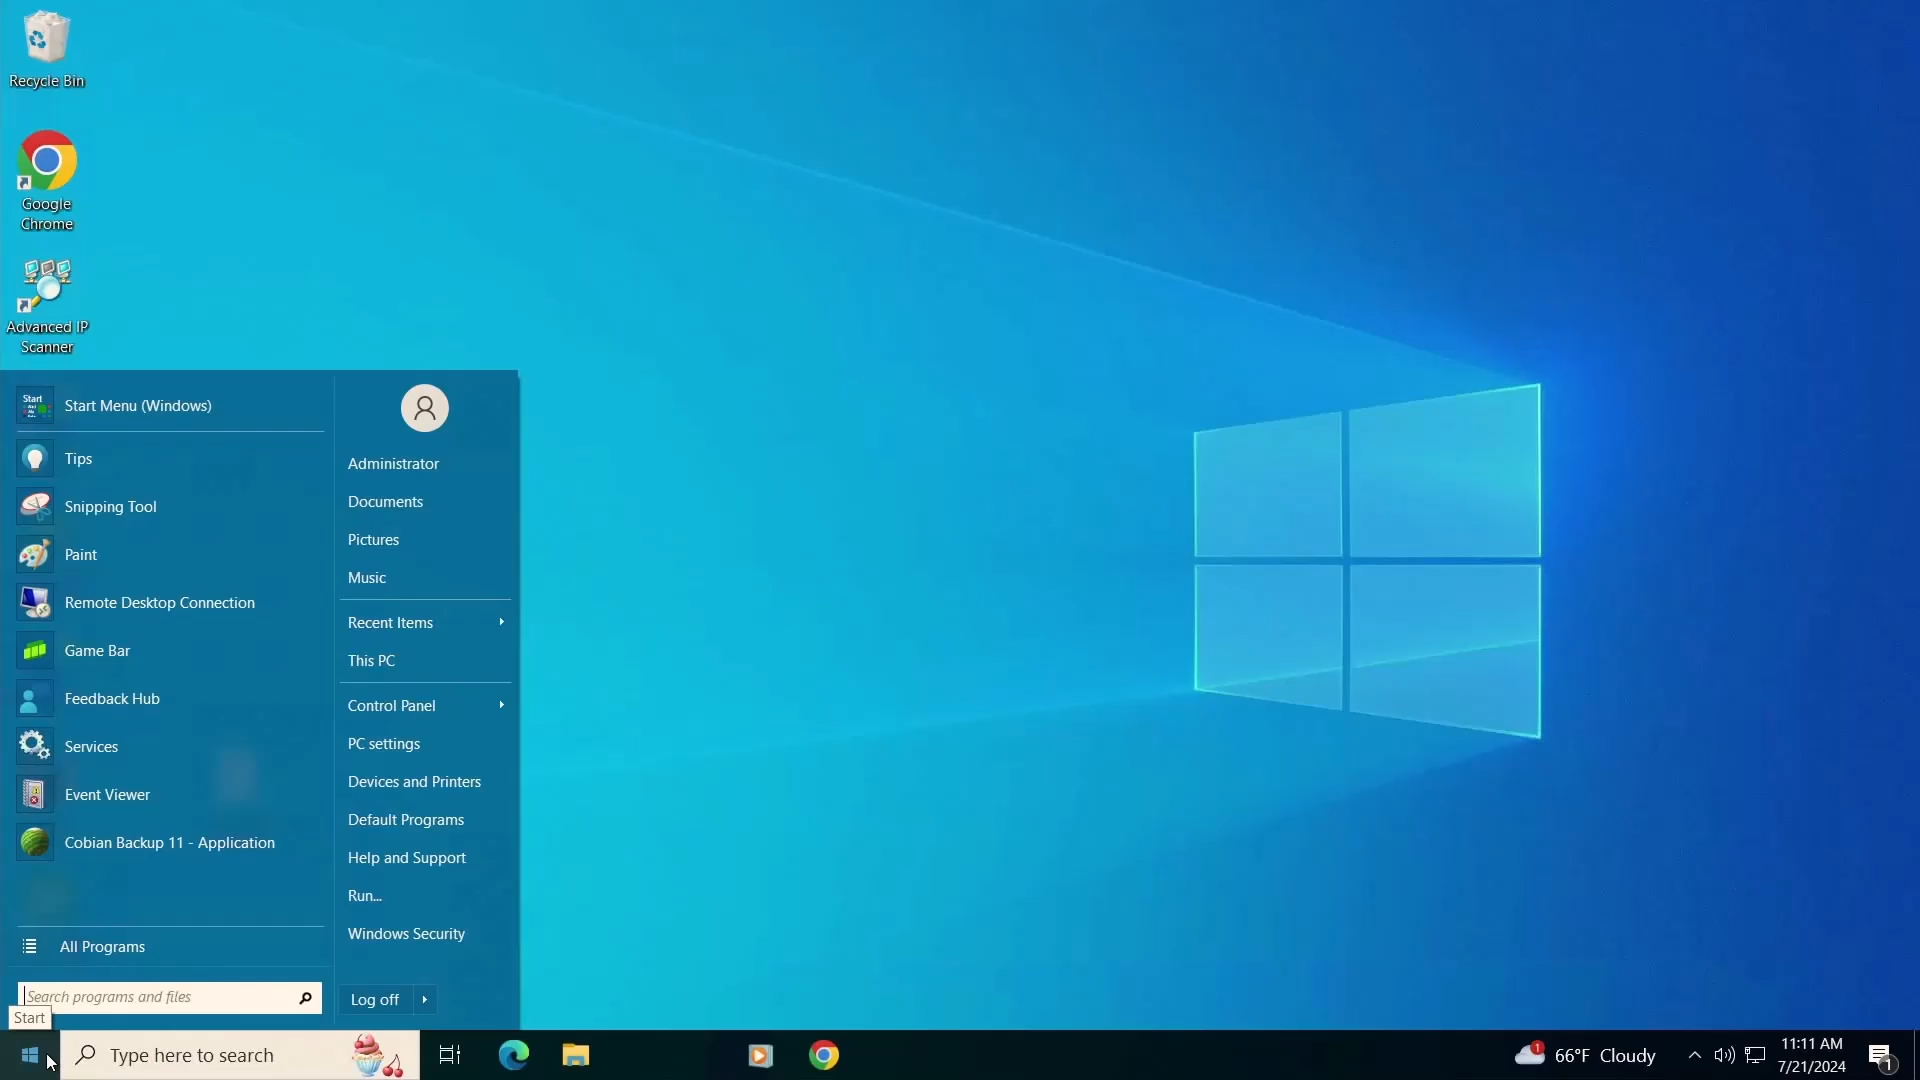 Recycle Bin
Google
Chrome
Advanced IP
Scanner
Start
Start Menu (Windows)
Tips
Snipping Tool
Paint
Remote Desktop Connection
Game Bar
Feedback Hub
Services
Event Viewer
Cobian Backup 11 - Application
All Programs
Search programs and files
Start
Administrator
Documents
Pictures
Music
Recent Items
This PC
Control Panel
PC settings
Devices and Printers
Default Programs
Help and Support
Run...
Windows Security
Log off
Type here to search
1
66°F Cloudy
11:11 AM
7/21/2024
1